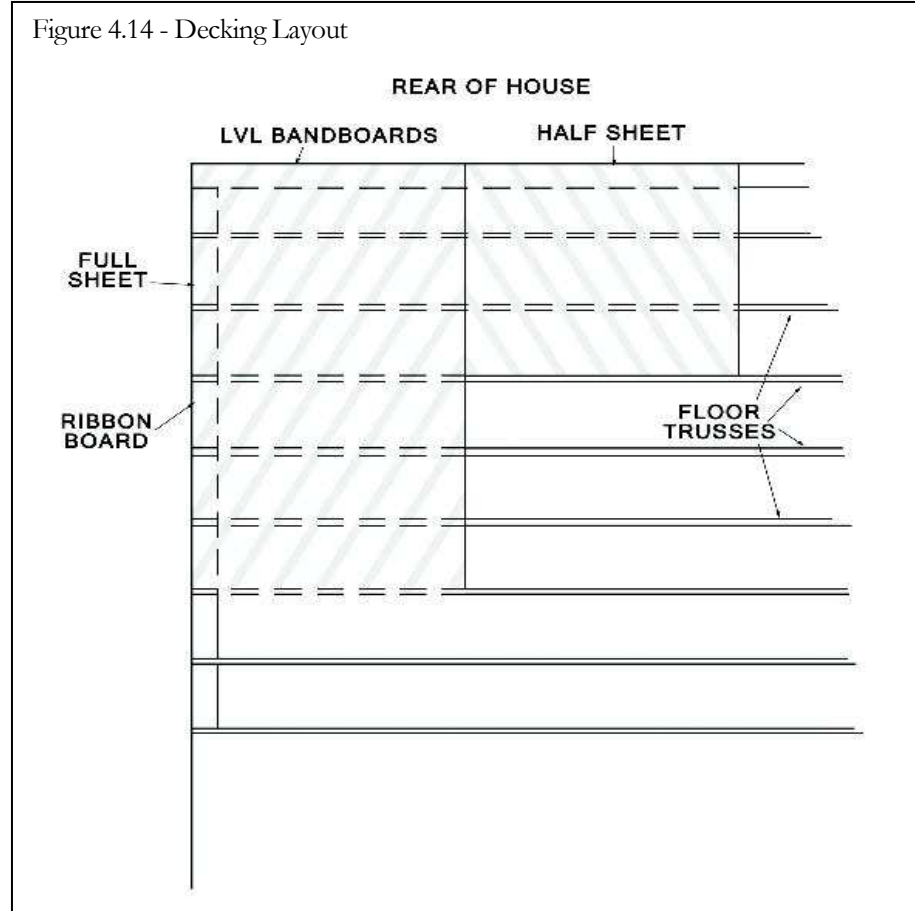 Figure 4.14 - Decking Layout
REAR OF HOUSE
LVL BANDBOARDS
HALF SHEET
FULL
SHEET
RIBBON
BOARD
FLOOR
TRUSSES